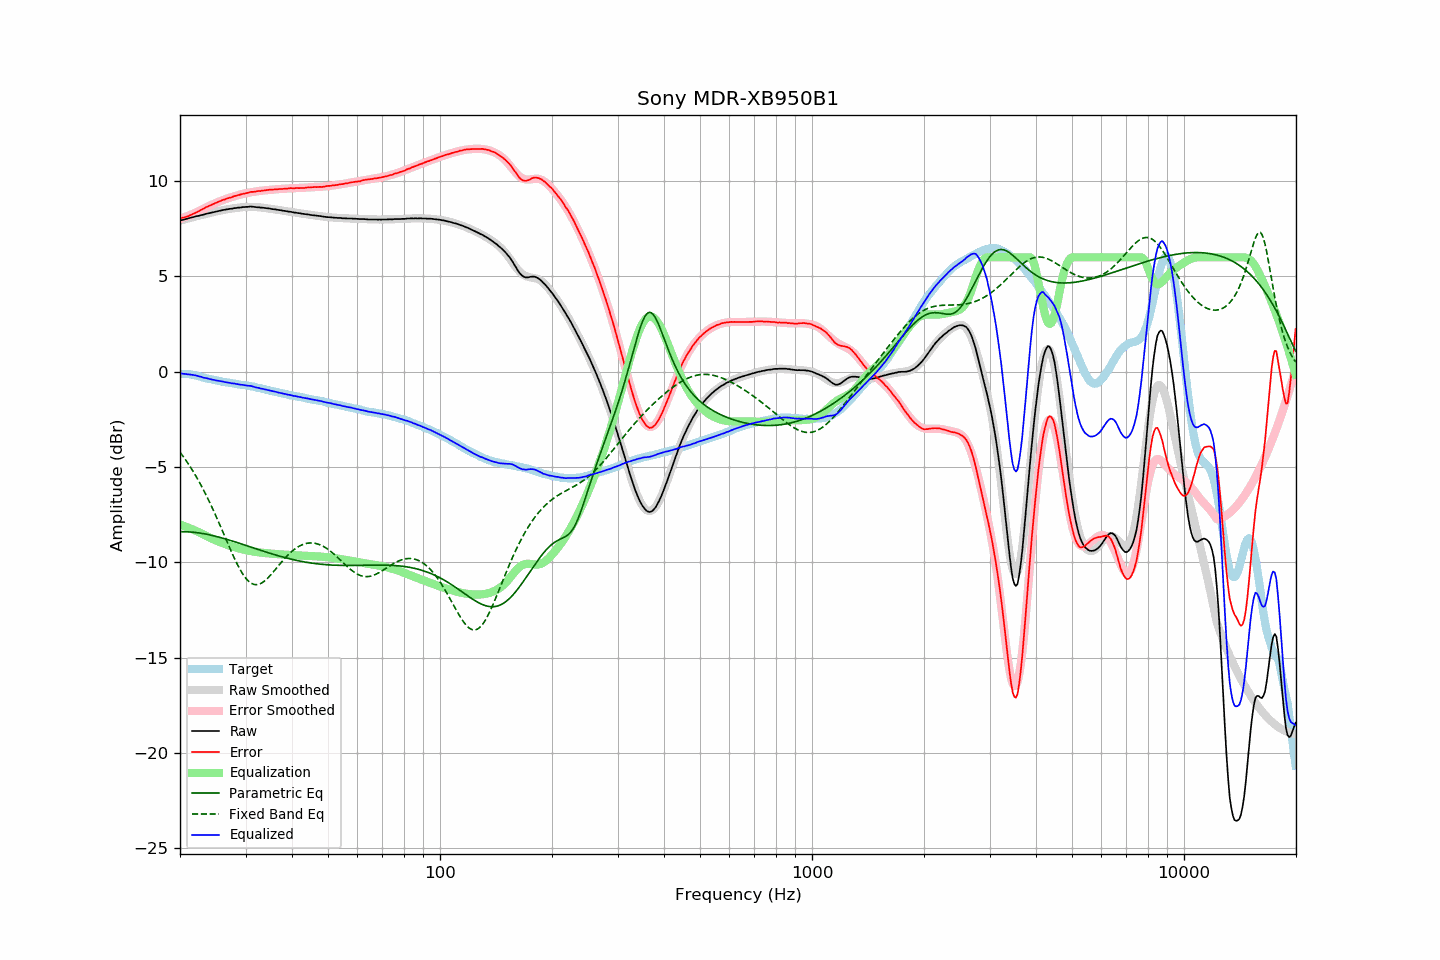 Sony MDR-XB950B1
Amplitude (dBr)
10
5
0
−5
−10
−15
−20
−25
Target
Raw Smoothed
Error Smoothed
Raw
Error
Equalization
Parametric Eq
Fixed Band Eq
Equalized
100
1000
10000
Frequency (Hz)